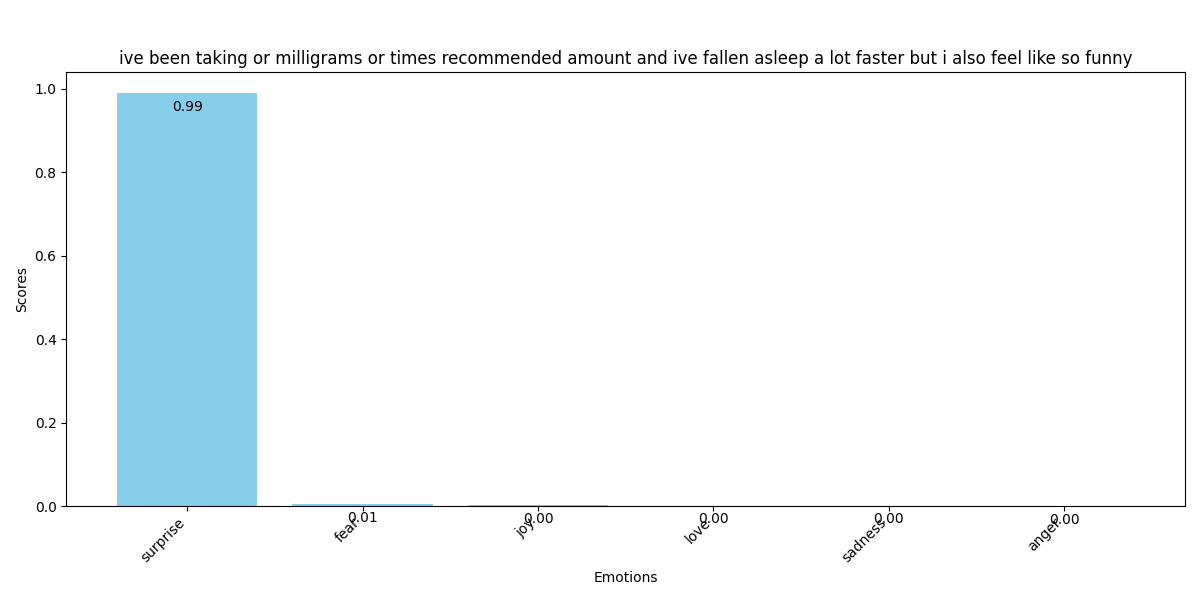 ive been taking or milligrams or times recommended amount and ive fallen asleep a lot faster but i also feel like so funny
1.0
0.8
0.6
0.4
0.2
0.0
Scores
0.99
0.01
0.00
0.00
0.00
0.00
surprise
fear
joy
love
sadness
anger
Emotions